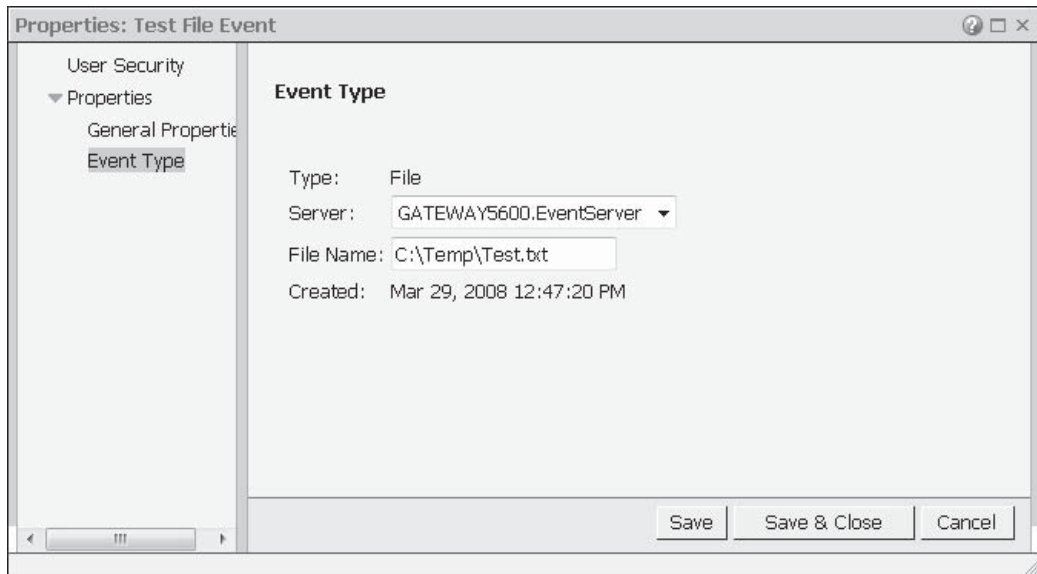 Properties: Test File Event
User Security
Properties
General Propertie
Event Type
Event Type
Type: File
Server: GATEWAY5600.EventServer
File Name: C:\Temp\Test.txt
Created: Mar 29, 2008 12:47:20 PM
Save Save & Close Cancel